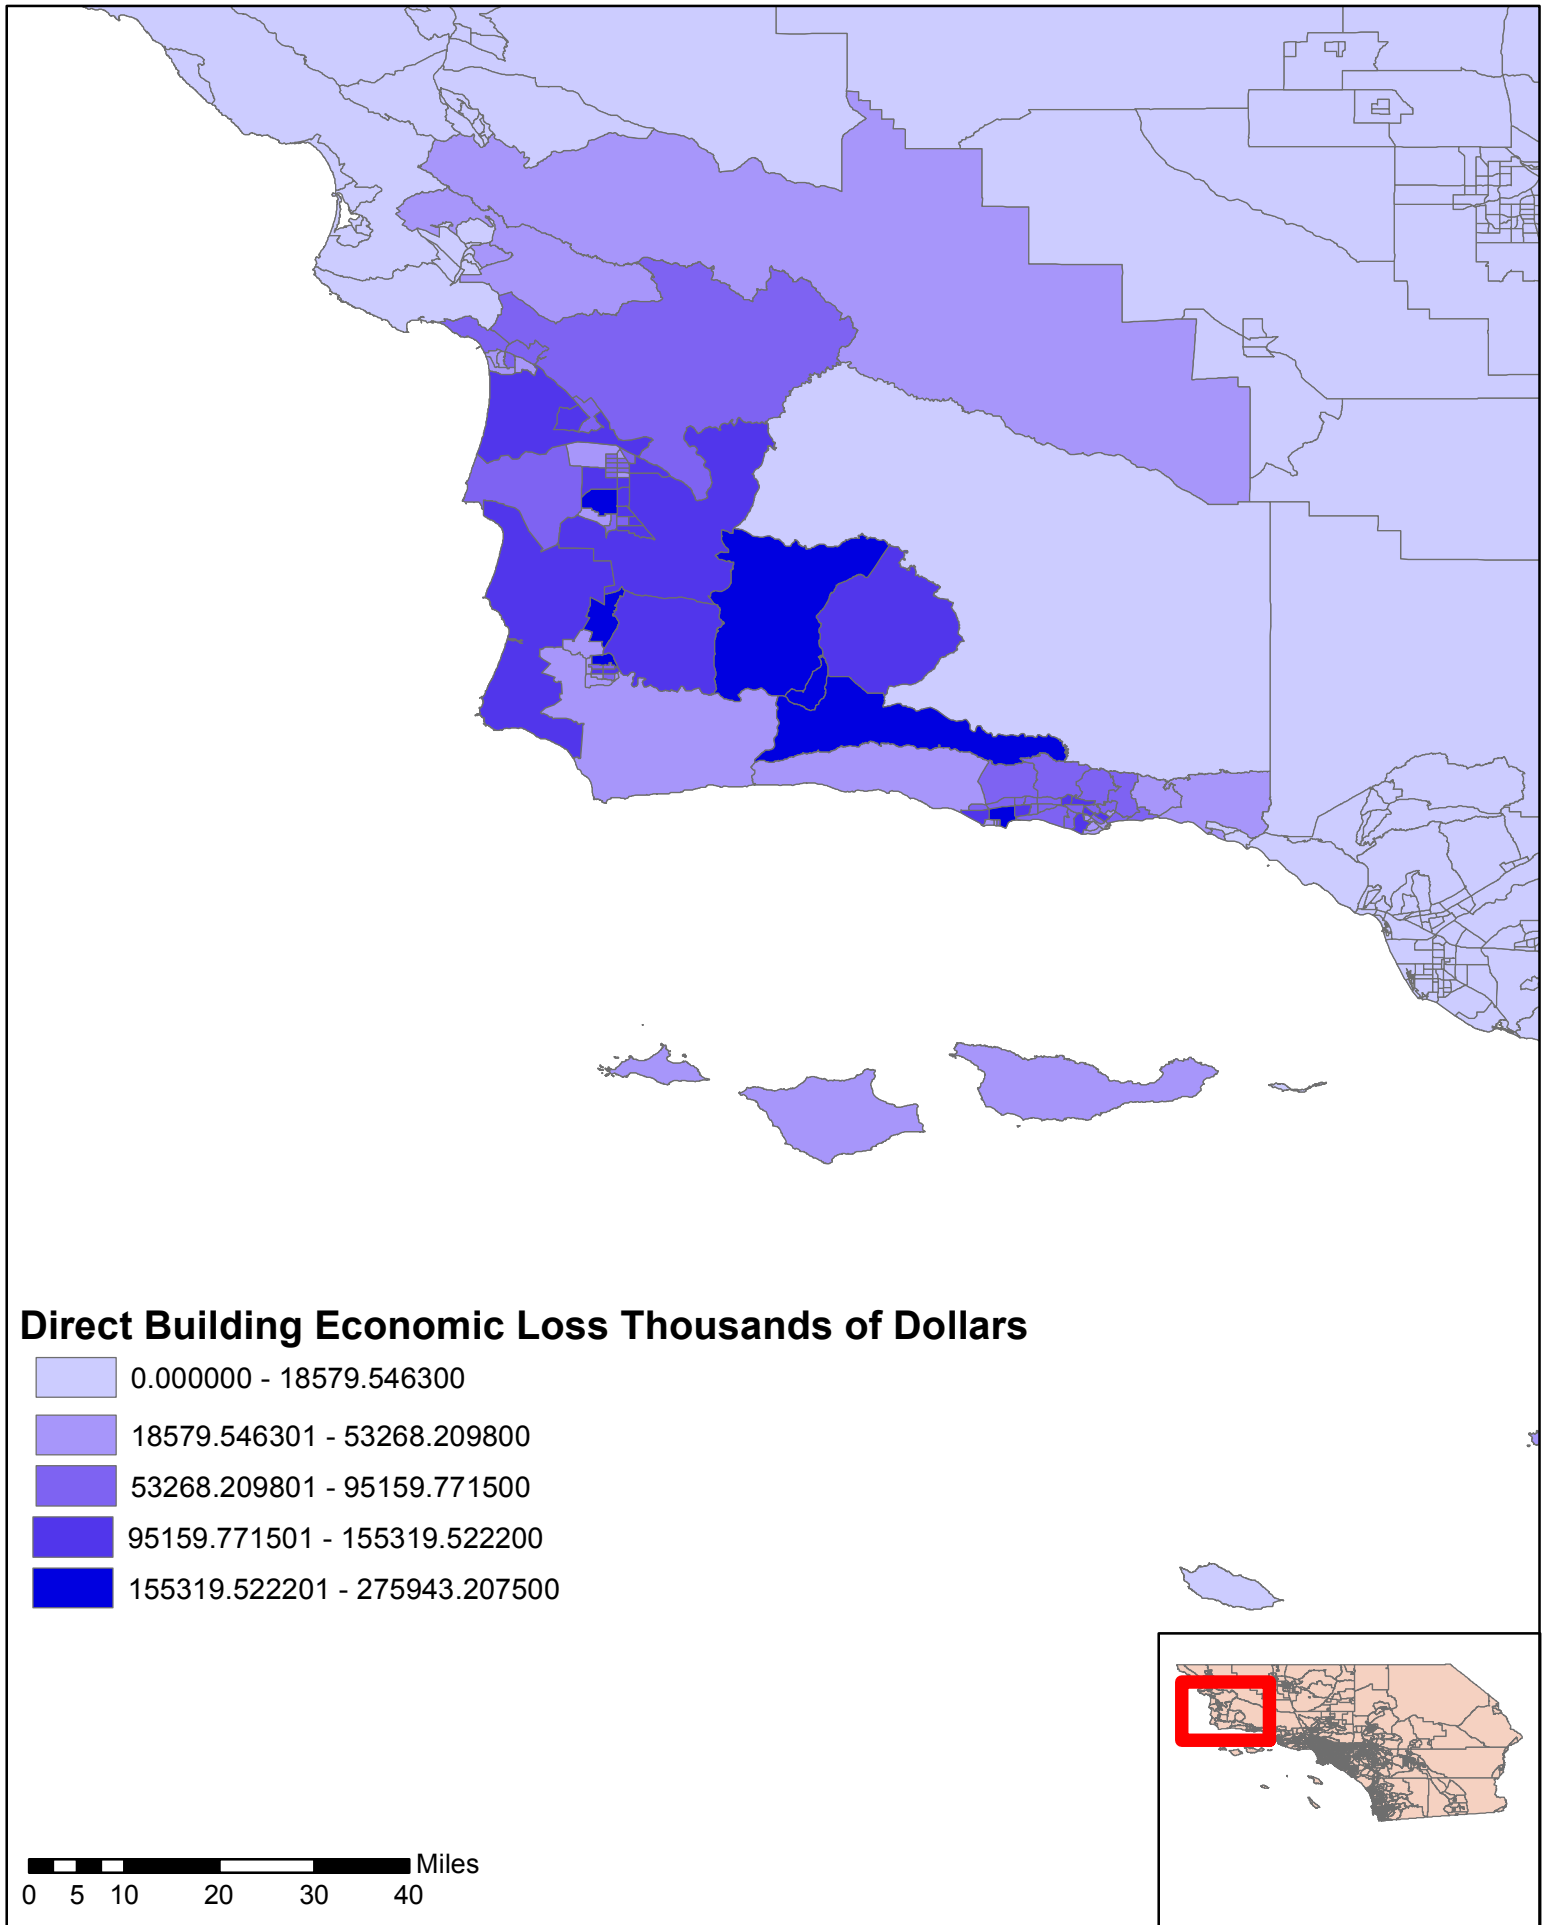 Direct Building Economic Loss Thousands of Dollars
0.000000 - 18579.546300
18579.546301 - 53268.209800
53268.209801 - 95159.771500
95159.771501 - 155319.522200
155319.522201 - 275943.207500
Miles
0 5 10 20 30 40